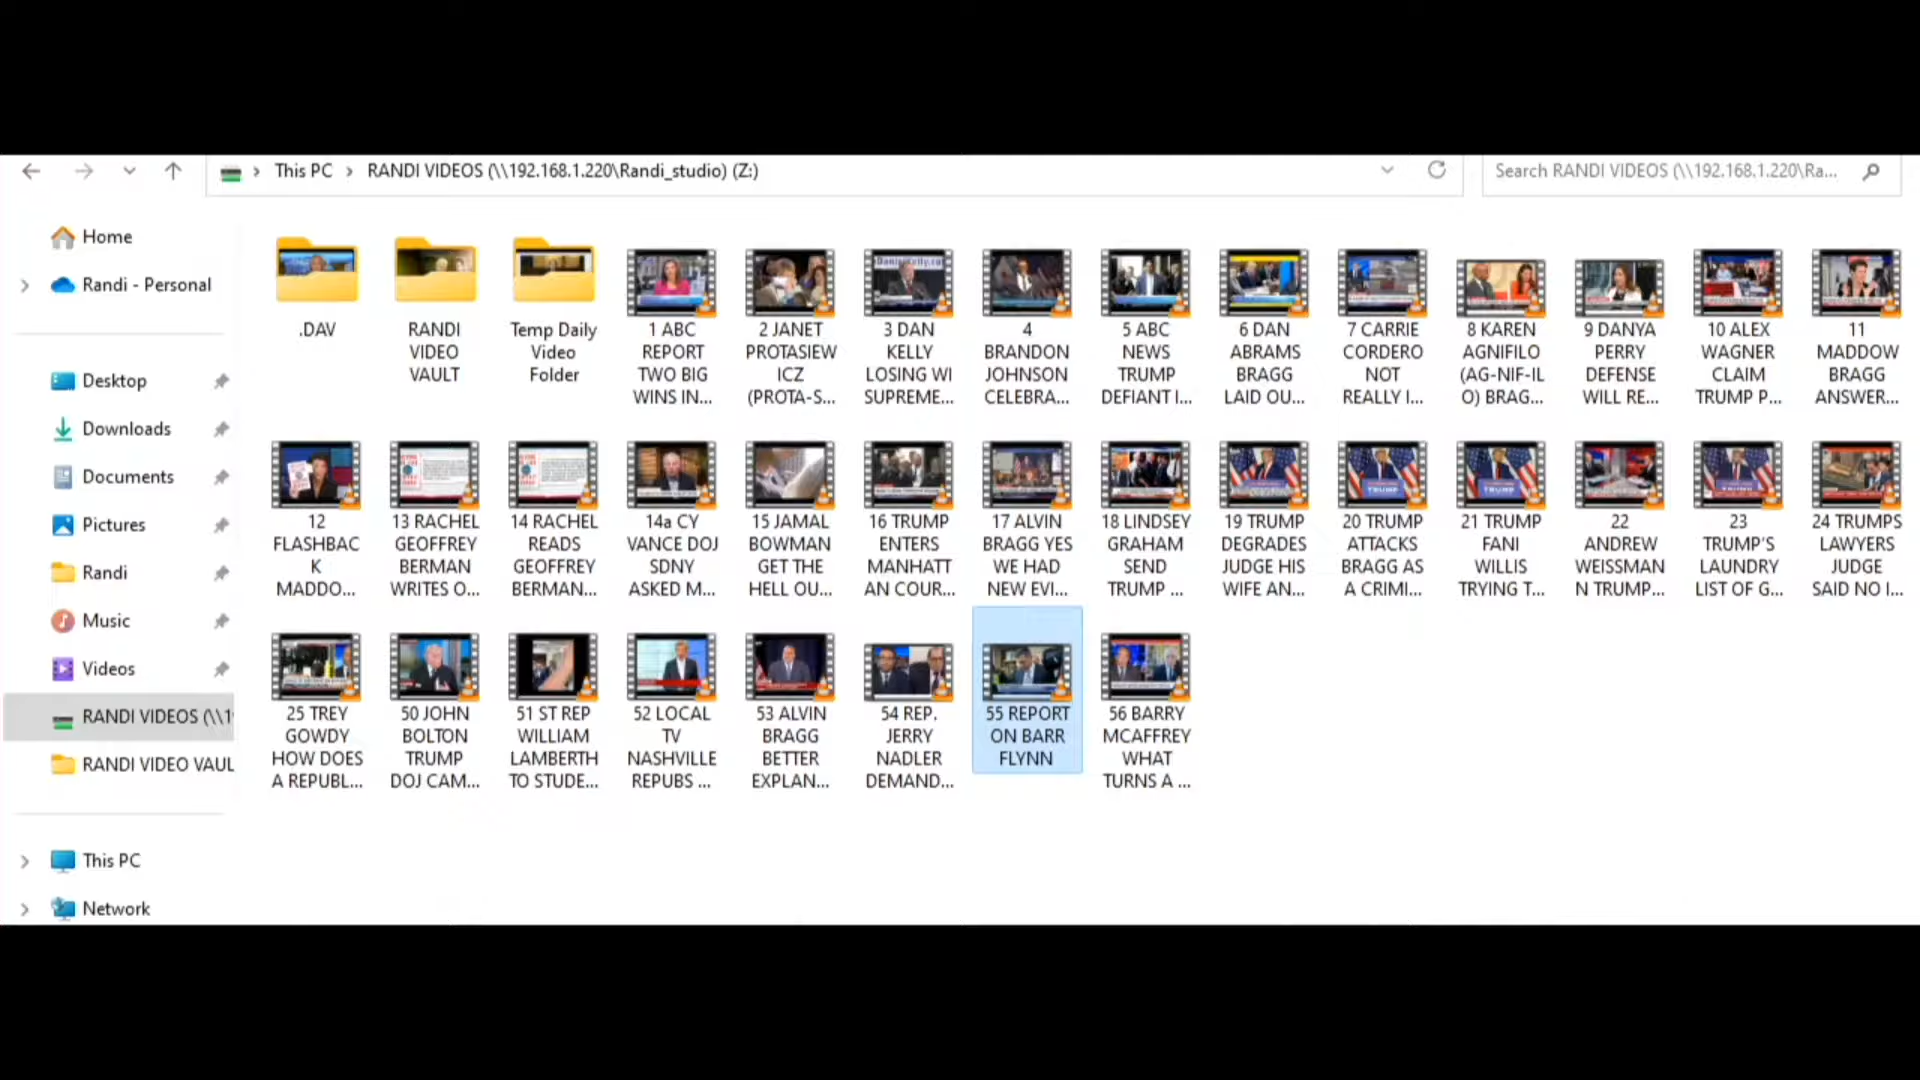 This PC > RANDI VIDEOS (\\192.168.1.220\Randi_studio) (Z:)
Search RANDI VIDEOS (\\192.168.1.220\Ra...
Home
Randi - Personal
Desktop
Downloads
Documents
Pictures
Randi
Music
Videos
RANDI VIDEOS (\\1
RANDI VIDEO VAUL
This PC
Network
.DAV
RANDI
VIDEO
VAULT
Temp Daily
Video
Folder
1 ABC
REPORT
TWO BIG
WINS IN...
2 JANET
PROTASIEW
ICZ
(PROTA-S...
3 DAN
KELLY
LOSING WI
SUPREME...
4
BRANDON
JOHNSON
CELEBRA...
5 ABC
NEWS
TRUMP
DEFIANT I...
6 DAN
ABRAMS
BRAGG
LAID OU...
7 CARRIE
CORDERO
NOT
REALLY I...
8 KAREN
AGNIFILO
(AG-NIF-IL
O) BRAG...
9 DANYA
PERRY
DEFENSE
WILL RE...
10 ALEX
WAGNER
CLAIM
TRUMP P...
11
MADDOW
BRAGG
ANSWER...
12
FLASHBAC
K
MADDO...
13 RACHEL
GEOFFREY
BERMAN
WRITES O...
14 RACHEL
READS
GEOFFREY
BERMAN...
14a CY
VANCE DOJ
SDNY
ASKED M...
15 JAMAL
BOWMAN
GET THE
HELL OU...
16 TRUMP
ENTERS
MANHATT
AN COUR...
17 ALVIN
BRAGG YES
WE HAD
NEW EVI...
18 LINDSEY
GRAHAM
SEND
TRUMP ...
19 TRUMP
DEGRADES
JUDGE HIS
WIFE AN...
20 TRUMP
ATTACKS
BRAGG AS
A CRIMI...
21 TRUMP
FANI
WILLIS
TRYING T...
22
ANDREW
WEISSMAN
N TRUMP...
23
TRUMP'S
LAUNDRY
LIST OF G...
24 TRUMPS
LAWYERS
JUDGE
SAID NO I...
25 TREY
GOWDY
HOW DOES
A REPUBL...
50 JOHN
BOLTON
TRUMP
DOJ CAM...
51 ST REP
WILLIAM
LAMBERTH
TO STUDE...
52 LOCAL
TV
NASHVILLE
REPUBS ...
53 ALVIN
BRAGG
BETTER
EXPLAN...
54 REP.
JERRY
NADLER
DEMAND...
55 REPORT
ON BARR
FLYNN
56 BARRY
MCAFFREY
WHAT
TURNS A ...